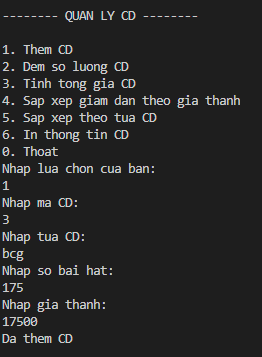 -------- QUAN LY CD --------
1. Them CD
2. Dem so luong CD
3. Tinh tong gia CD
4. Sap xep giam dan theo gia thanh
5. Sap xep theo tua CD
6. In thong tin CD
0. Thoat
Nhap lua chon cua ban:
1
Nhap ma CD:
3
Nhap tua CD:
bcg
Nhap so bai hat:
175
Nhap gia thanh:
17500
Da them CD